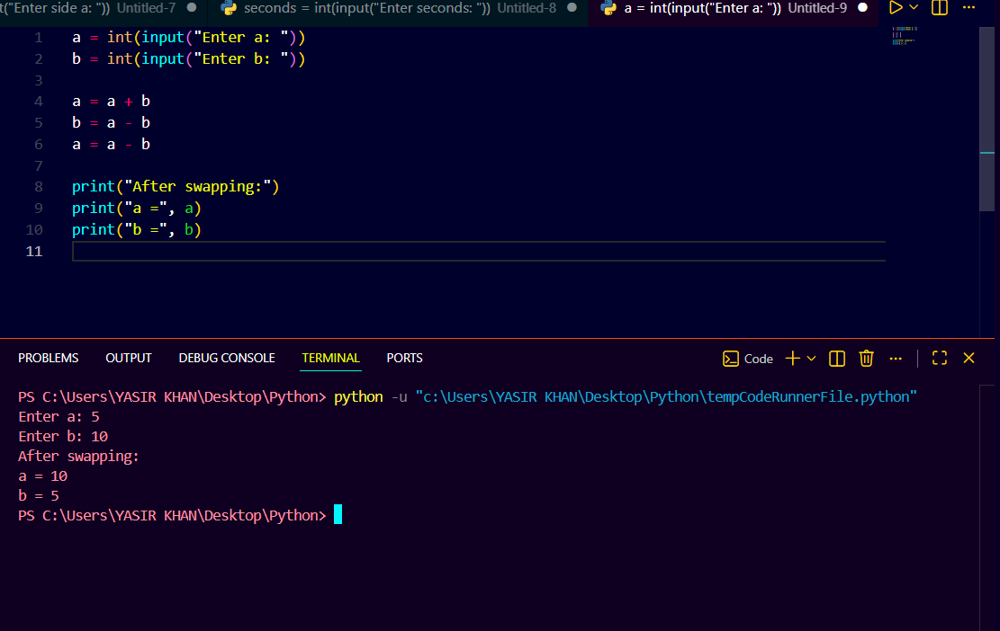 t("Enter side a: ")) Untitled-7 seconds = int(input("Enter seconds: ")) Untitled-8 a = int(input("Enter a: ")) Untitled-9
1 a = int(input("Enter a: "))
2 b = int(input("Enter b: "))
3
4 a = a + b
5 b = a - b
6 a = a - b
7
8 print("After swapping:")
9 print("a =", a)
10 print("b =", b)
11
PROBLEMS OUTPUT DEBUG CONSOLE TERMINAL PORTS Code
PS C:\Users\YASIR KHAN\Desktop\Python> python -u "c:\Users\YASIR KHAN\Desktop\Python\tempCodeRunnerFile.python"
Enter a: 5
Enter b: 10
After swapping:
a = 10
b = 5
PS C:\Users\YASIR KHAN\Desktop\Python>